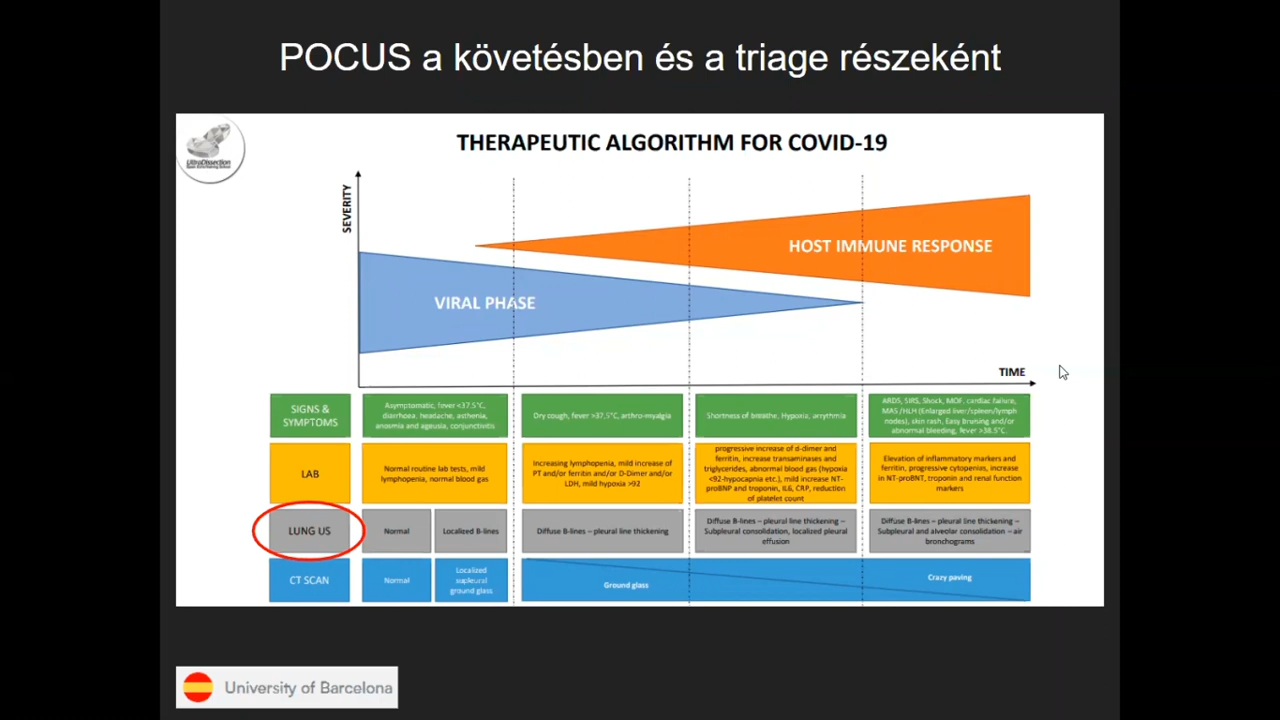 POCUS a követésben és a triage részeként
UltraDissection
THERAPEUTIC ALGORITHM FOR COVID-19
SEVERITY
HOST IMMUNE RESPONSE
VIRAL PHASE
TIME
SIGNS &
SYMPTOMS
Asymptomatic, fever <37.5°C,
diarrhoea, headache, asthenia,
anosmia and ageusia, conjunctivitis
Dry cough, fever >37,5°C, arthro-myalgia
Shortness of breathe, Hypoxia, arrythmia
ARDS, SIRS, Shock, MOF, cardiac failure,
MAS /HLH (Enlarged liver/spleen/lymph
nodes), skin rash, Easy Bruning and/or
abnormal bleeding, fever >38.5°C.
LAB
Normal routine lab tests, mild
lymphopenia, normal blood gas
Increasing lymphopenia, mild increase of
PT and/or ferritin and/or D-Dimer and/or
LDH, mild hypoxia >92
progressive increase of d-dimer and
ferritin, increase transaminases and
triglycerides, abnormal blood gas (hypoxia
<92-hypocapnia etc.), mild increase NT-
proBNP and troponin, IL6, CRP, reduction
of platelet count
Elevation of inflammatory markers and
ferritin, progressive cytopenias, increase
in NT-proBNT, troponin and renal function
markers
LUNG US
Normal
Localized B-lines
Diffuse B-lines – pleural line thickening
Diffuse B-lines – pleural line thickening –
Subpleural consolidation, localized pleural
effusion
Diffuse B-lines – pleural line thickening –
Subpleural and alveolar consolidation – air
bronchograms
CT SCAN
Normal
Localized
supleural
ground glass
Ground glass
Crazy paving
University of Barcelona